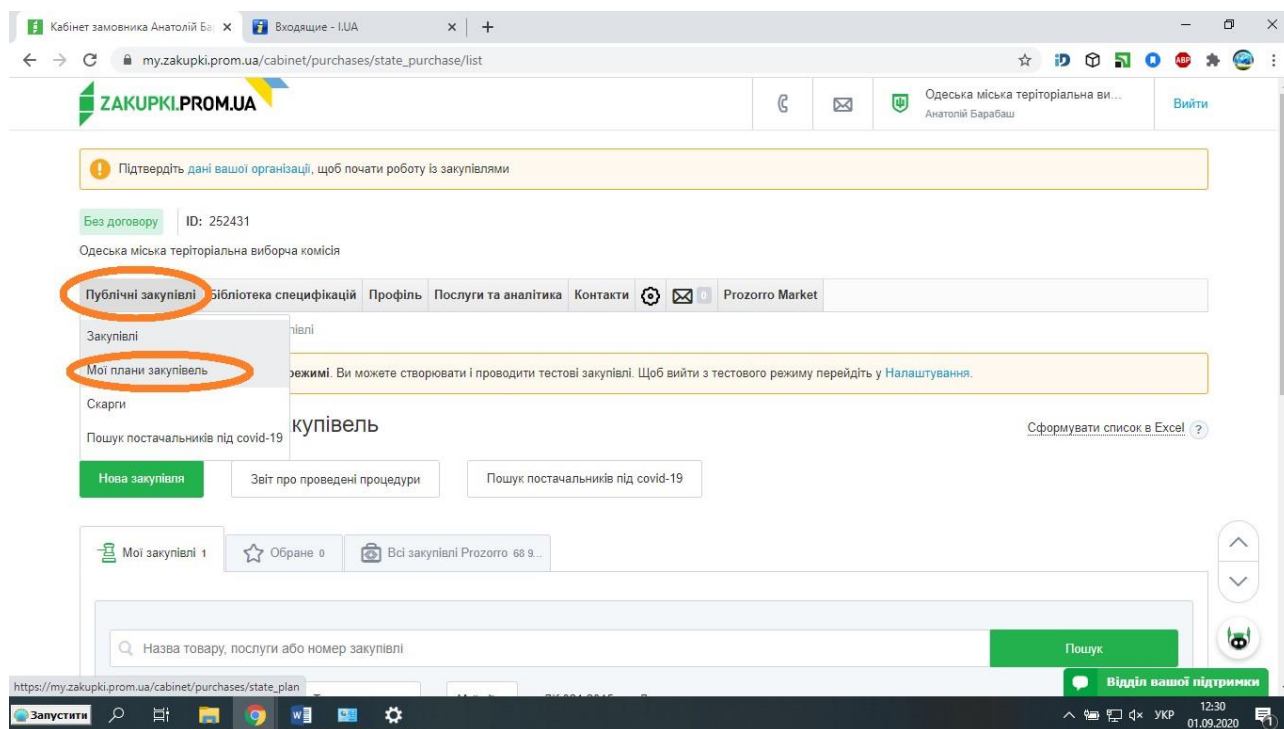 Кабінет замовника Анатолій Ба
Входящие - I.UA
my.zakupki.prom.ua/cabinet/purchases/state_purchase/list
ZAKUPKI.PROM.UA
Одеська міська теріторіальна ви...
Анатолій Барабаш
Вийти
Підтвердіть дані вашої організації, щоб почати роботу із закупівлями
Без договору ID: 252431
Одеська міська теріторіальна виборча комісія
Публічні закупівлі Бібліотека специфікацій Профіль Послуги та аналітика Контакти 0 Prozorro Market
Закупівлі
півлі
Мої плани закупівель
режимі. Ви можете створювати і проводити тестові закупівлі. Щоб вийти з тестового режиму перейдіть у Налаштування.
Скарги
Пошук постачальників під covid-19
купівель
Сформувати список в Excel ?
Нова закупівля
Звіт про проведені процедури
Пошук постачальників під covid-19
Мої закупівлі 1
Обране 0
Всі закупівлі Prozorro 68 9...
Назва товару, послуги або номер закупівлі
Пошук
https://my.zakupki.prom.ua/cabinet/purchases/state_plan
Відділ вашої підтримки
Запустити
УКР
12:30
01.09.2020